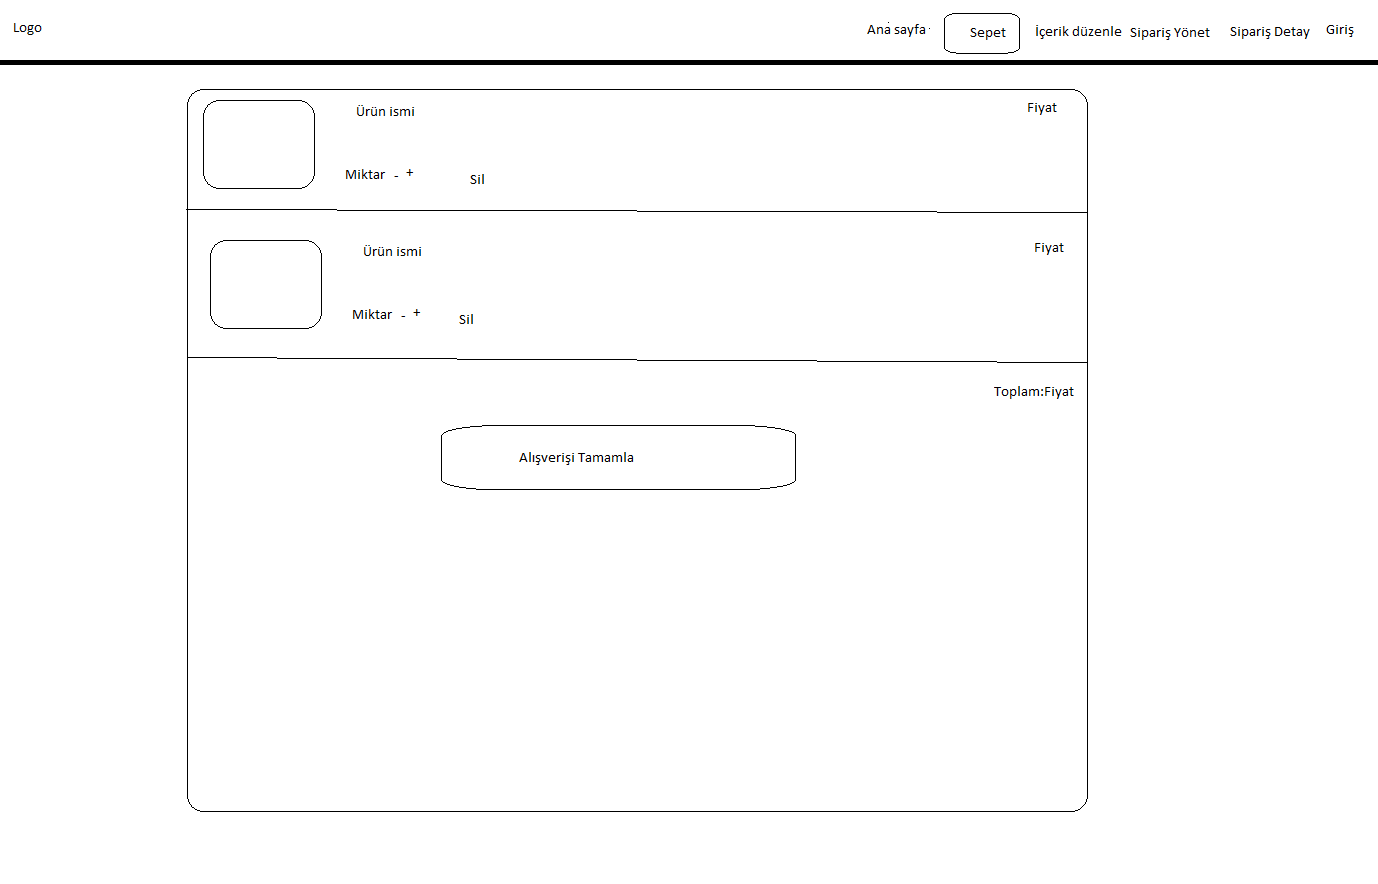 Logo
Ana sayfa
Sepet
İçerik düzenle
Sipariş Yönet
Sipariş Detay
Giriş
Ürün ismi
Fiyat
Miktar - +
Sil
Ürün ismi
Fiyat
Miktar - +
Sil
Toplam:Fiyat
Alışverişi Tamamla